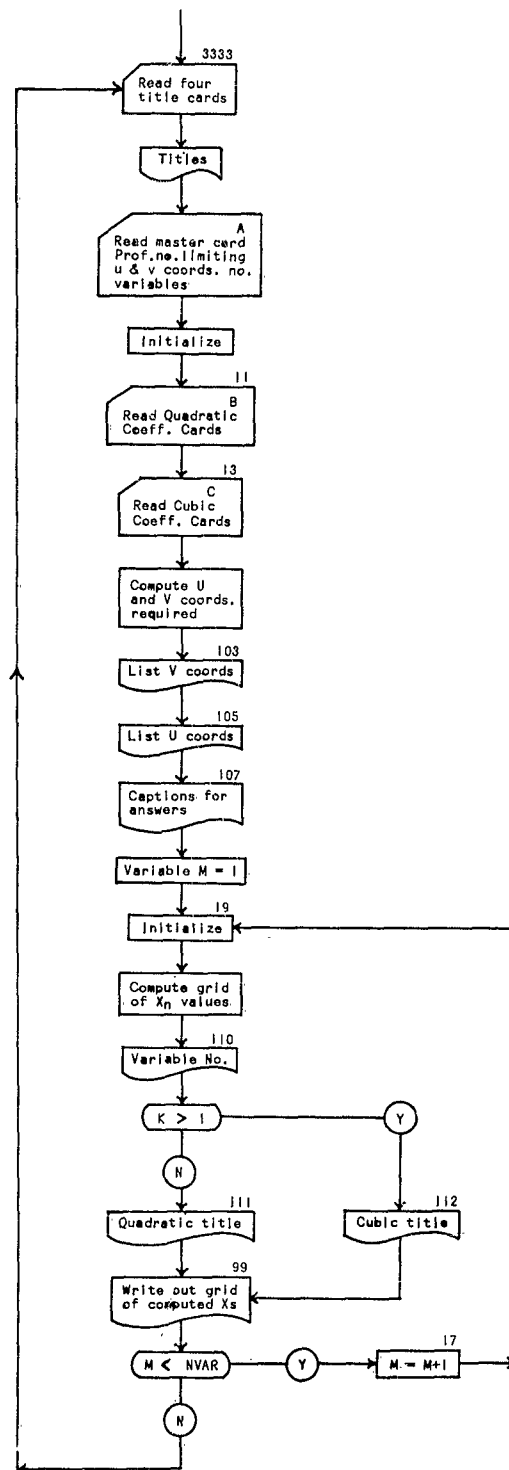 3333
Read four
title cards
Titles
A
Read master card
Prof.no.limiting
u & v coords. no.
variables
Initialize
11
B
Read Quadratic
Coeff. Cards
13
C
Read Cubic
Coeff. Cards
Compute U
and V coords.
required
103
List V coords
105
List U coords
107
Captions for
answers
Variable M = 1
19
Initialize
Compute grid
of Xn values
110
Variable No.
K > 1
Y
N
111
Quadratic title
112
Cubic title
99
Write out grid
of computed Xs
M < NVAR
Y
17
M = M+1
N